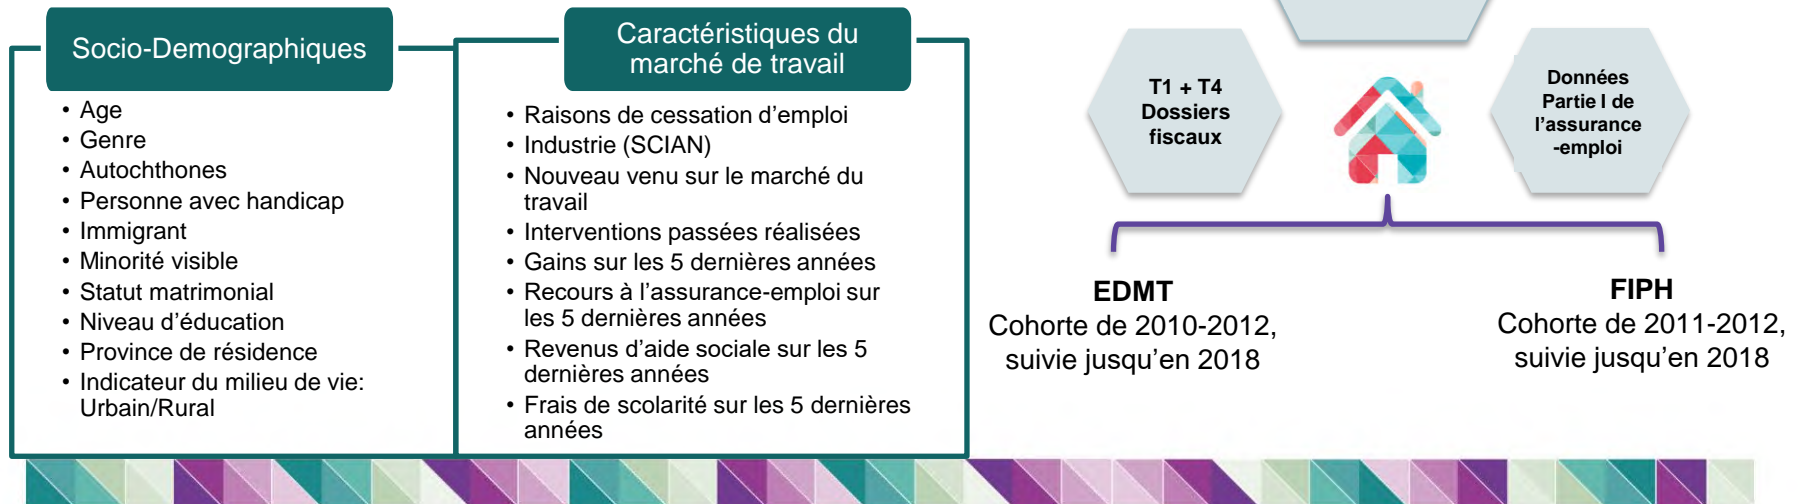 Socio-Demographiques
• Age
• Genre
• Autochthones
• Personne avec handicap
• Immigrant
• Minorité visible
• Statut matrimonial
• Niveau d’éducation
• Province de résidence
• Indicateur du milieu de vie:
Urbain/Rural
Caractéristiques du
marché de travail
• Raisons de cessation d’emploi
• Industrie (SCIAN)
• Nouveau venu sur le marché du
travail
• Interventions passées réalisées
• Gains sur les 5 dernières années
• Recours à l’assurance-emploi sur
les 5 dernières années
• Revenus d’aide sociale sur les 5
dernières années
• Frais de scolarité sur les 5 dernières
années
T1 + T4
Dossiers
fiscaux
Données
Partie I de
l’assurance
-emploi
EDMT
Cohorte de 2010-2012,
suivie jusqu’en 2018
FIPH
Cohorte de 2011-2012,
suivie jusqu’en 2018